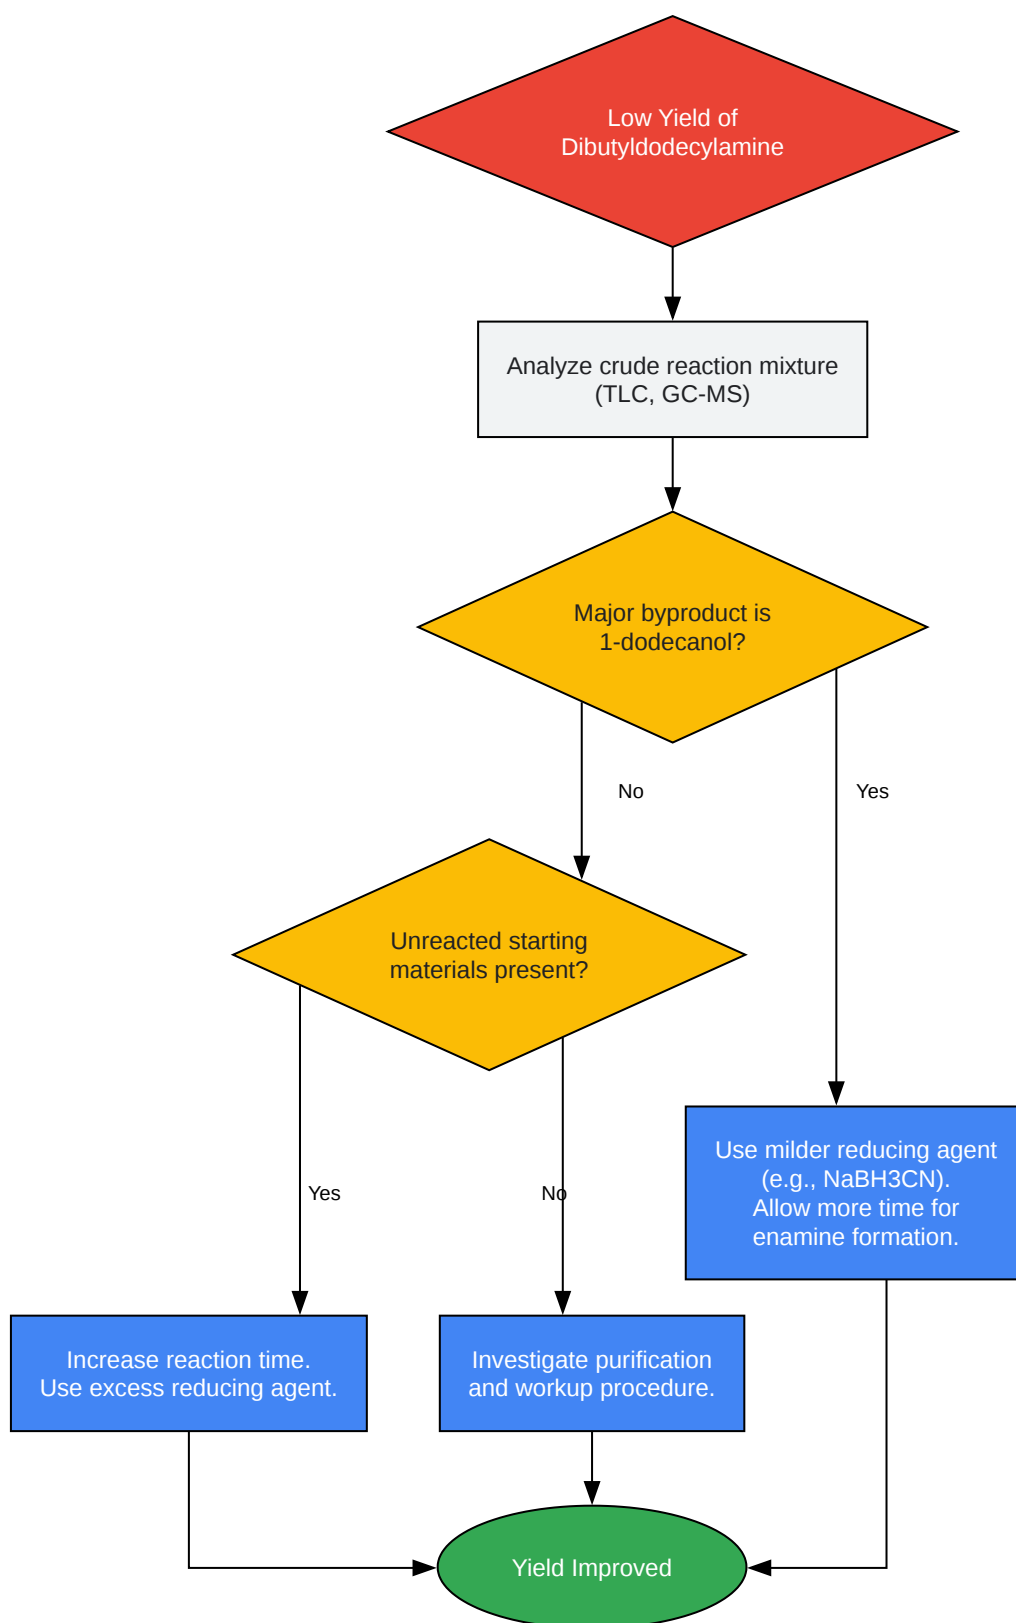 Low Yield of
Dibutyldodecylamine
Analyze crude reaction mixture
(TLC, GC-MS)
Major byproduct is
1-dodecanol?
No
Yes
Unreacted starting
materials present?
Use milder reducing agent
(e.g., NaBH3CN).
Allow more time for
enamine formation.
Yes
No
Increase reaction time.
Use excess reducing agent.
Investigate purification
and workup procedure.
Yield Improved